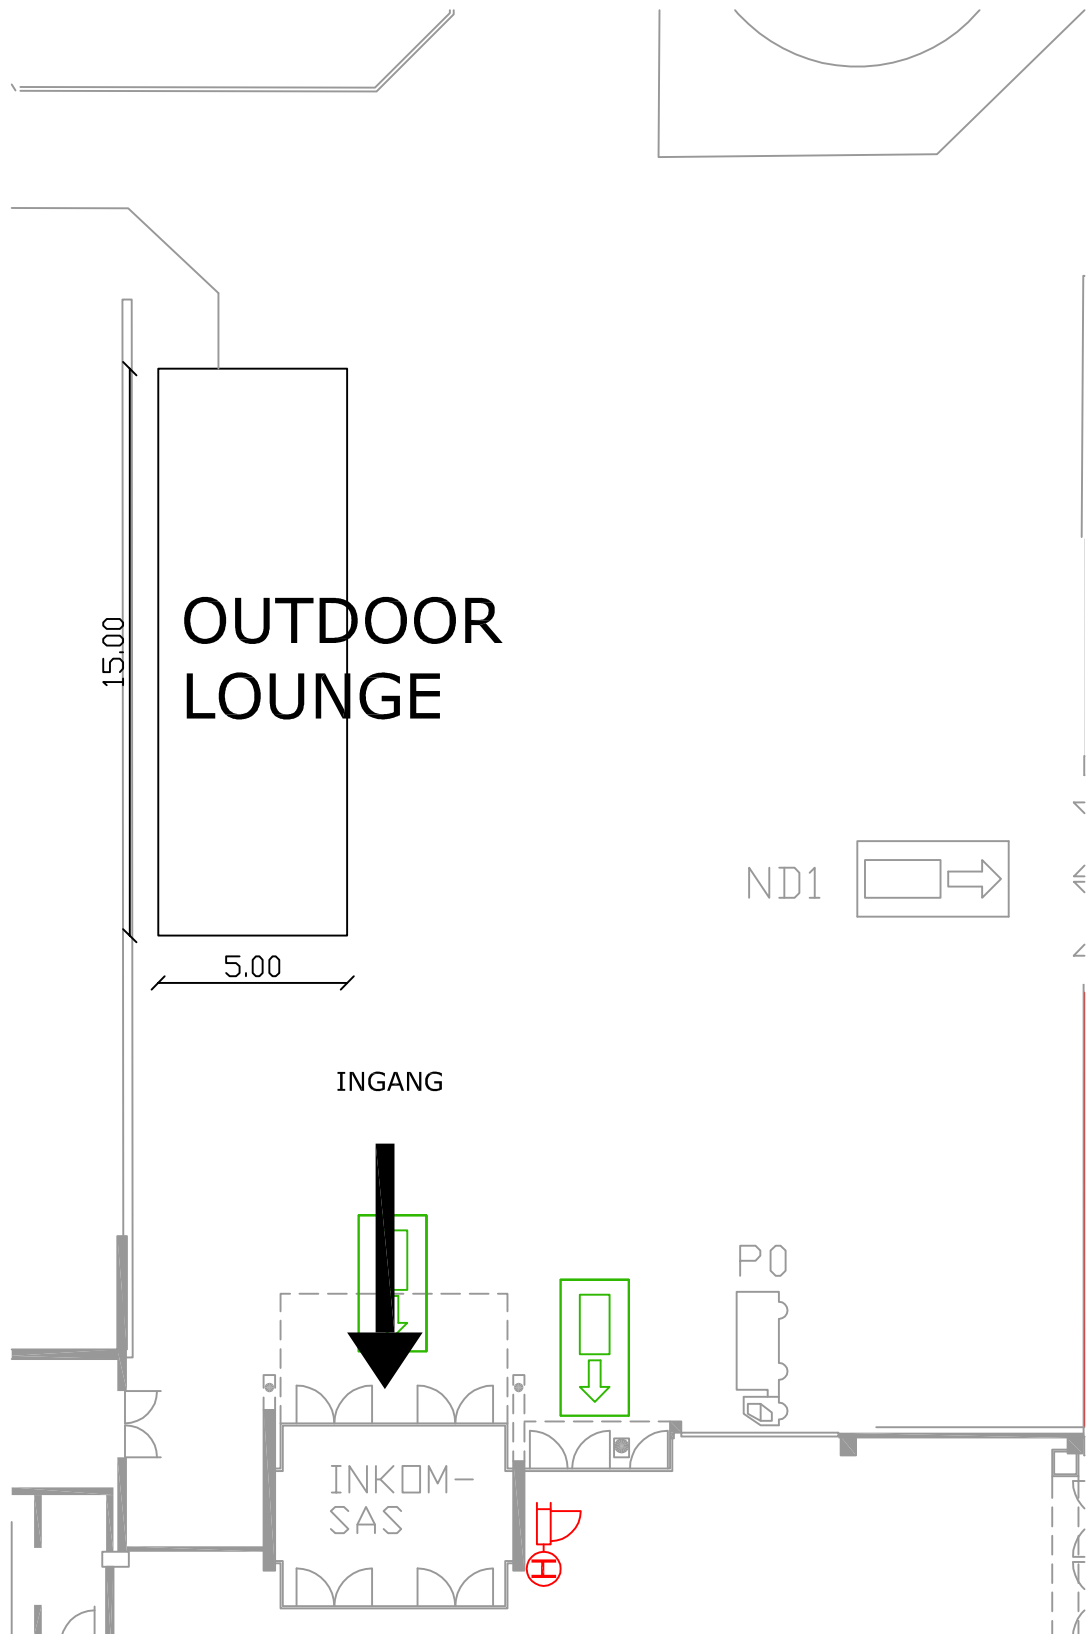 OUTDOOR
LOUNGE
15.00
5.00
ND1
INGANG
P0
INKOM-
SAS
H